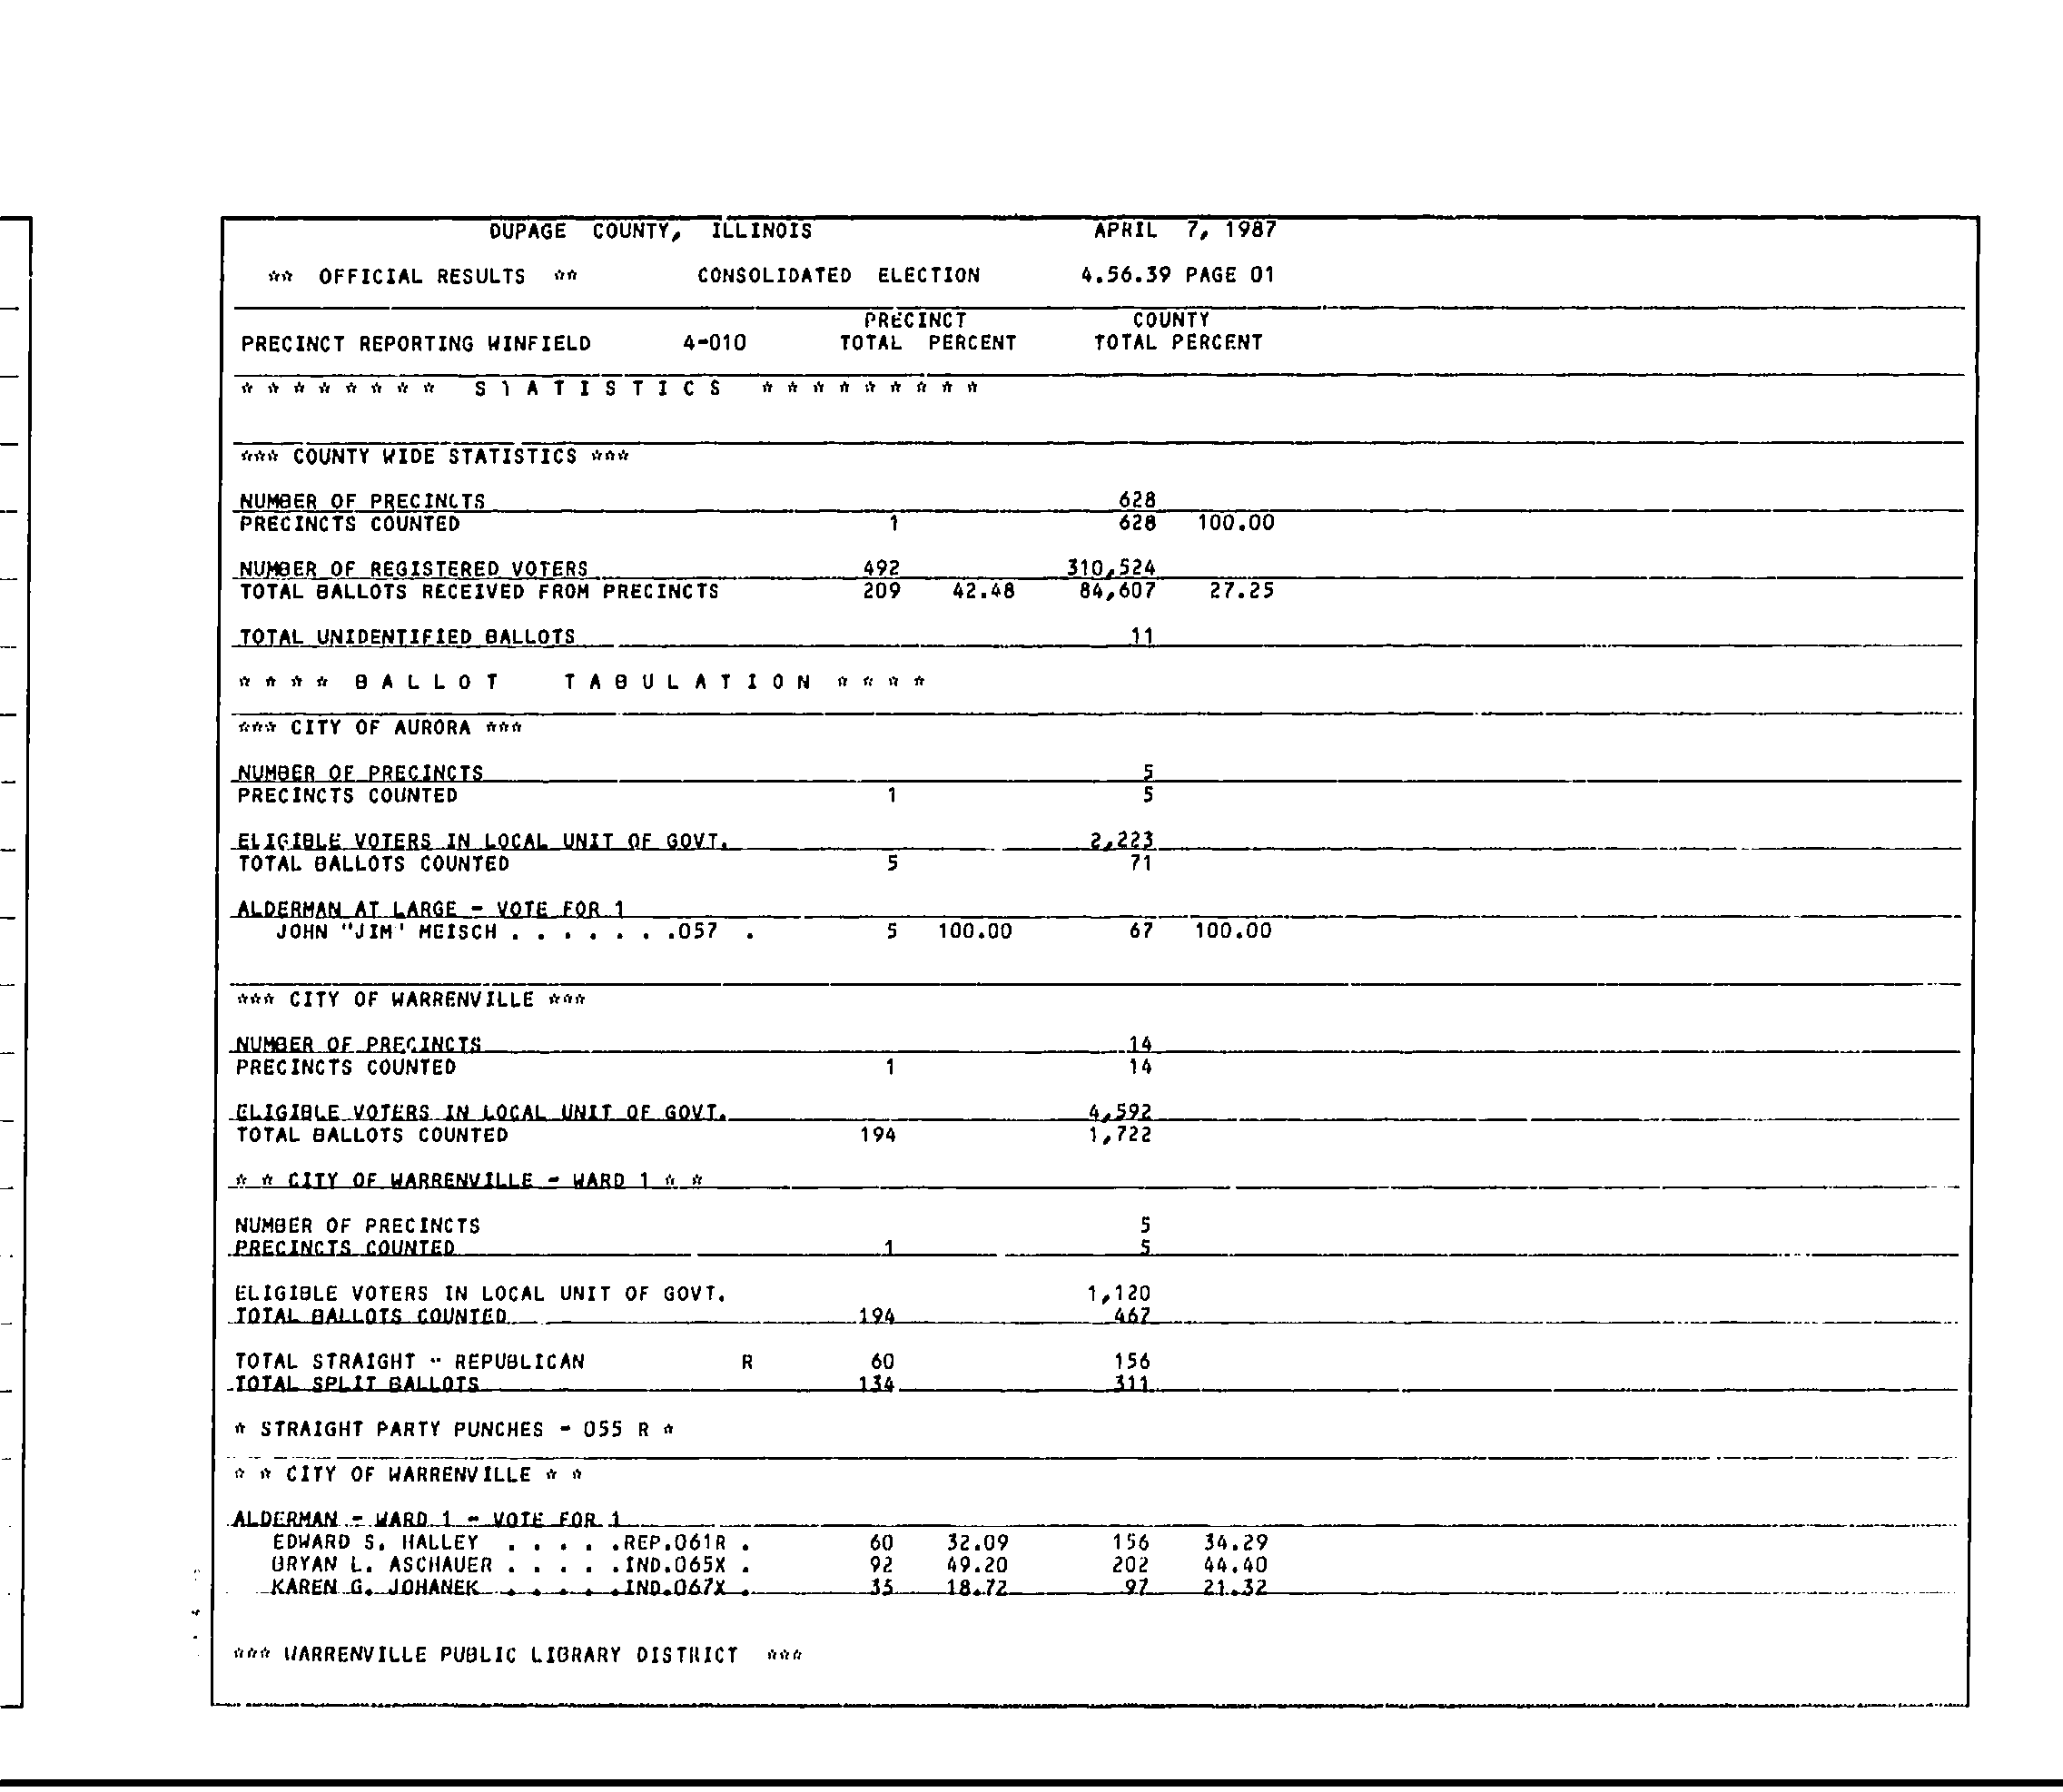 DUPAGE COUNTY, ILLINOIS APRIL 7, 1987
** OFFICIAL RESULTS ** CONSOLIDATED ELECTION 4.56.39 PAGE 01
PRECINCT COUNTY
PRECINCT REPORTING WINFIELD 4-010 TOTAL PERCENT TOTAL PERCENT
* * * * * * * * S T A T I S T I C S * * * * * * * * *
*** COUNTY WIDE STATISTICS ***
NUMBER OF PRECINCTS 628
PRECINCTS COUNTED 1 628 100.00
NUMBER OF REGISTERED VOTERS 492 310,524
TOTAL BALLOTS RECEIVED FROM PRECINCTS 209 42.48 84,607 27.25
TOTAL UNIDENTIFIED BALLOTS 11
* * * * B A L L O T T A B U L A T I O N * * * *
*** CITY OF AURORA ***
NUMBER OF PRECINCTS 5
PRECINCTS COUNTED 1 5
ELIGIBLE VOTERS IN LOCAL UNIT OF GOVT. 2,223
TOTAL BALLOTS COUNTED 5 71
ALDERMAN AT LARGE - VOTE FOR 1
JOHN "JIM' MEISCH . . . . . . .057 . 5 100.00 67 100.00
*** CITY OF WARRENVILLE ***
NUMBER OF PRECINCTS 14
PRECINCTS COUNTED 1 14
ELIGIBLE VOTERS IN LOCAL UNIT OF GOVT. 4,592
TOTAL BALLOTS COUNTED 194 1,722
* * CITY OF WARRENVILLE - WARD 1 * *
NUMBER OF PRECINCTS 5
PRECINCTS COUNTED 1 5
ELIGIBLE VOTERS IN LOCAL UNIT OF GOVT. 1,120
TOTAL BALLOTS COUNTED 194 467
TOTAL STRAIGHT - REPUBLICAN R 60 156
TOTAL SPLIT BALLOTS 134 311
* STRAIGHT PARTY PUNCHES - 055 R *
* * CITY OF WARRENVILLE * *
ALDERMAN - WARD 1 - VOTE FOR 1
EDWARD S. HALLEY . . . . .REP.061R . 60 32.09 156 34.29
BRYAN L. ASCHAUER . . . . .IND.065X . 92 49.20 202 44.40
KAREN G. JOHANEK . . . . .IND.067X . 35 18.72 97 21.32
*** WARRENVILLE PUBLIC LIBRARY DISTRICT ***